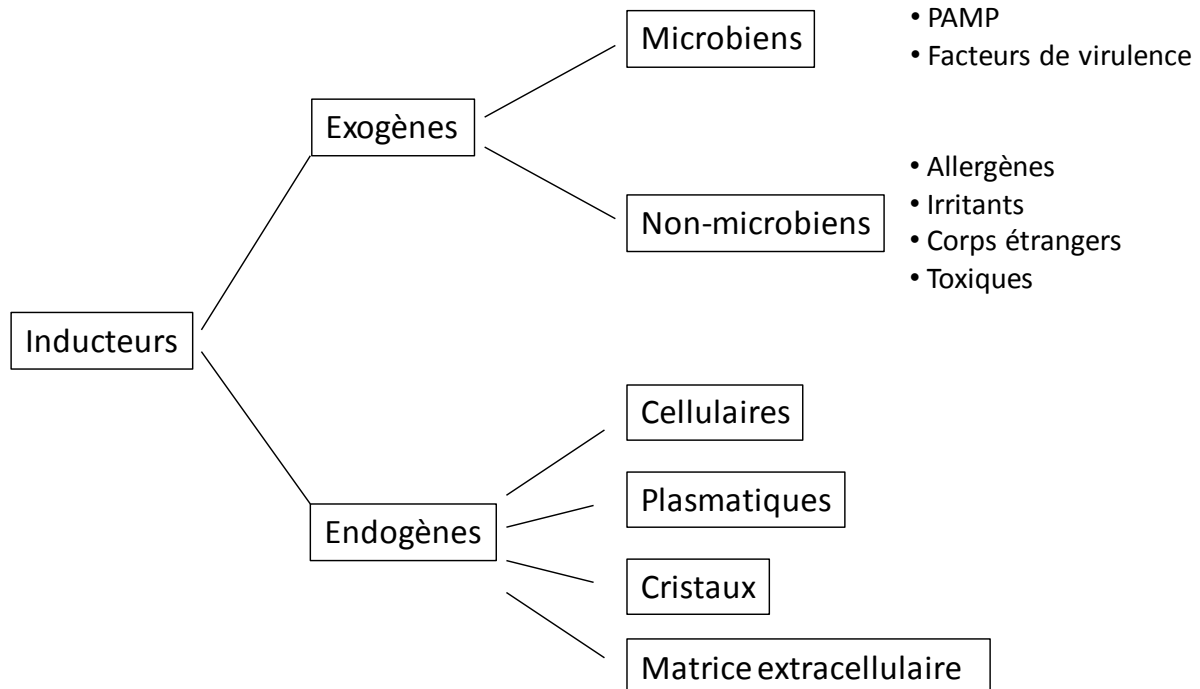 Microbiens
• PAMP
• Facteurs de virulence
Exogènes
Non-microbiens
• Allergènes
• Irritants
• Corps étrangers
• Toxiques
Inducteurs
Cellulaires
Plasmatiques
Endogènes
Cristaux
Matrice extracellulaire